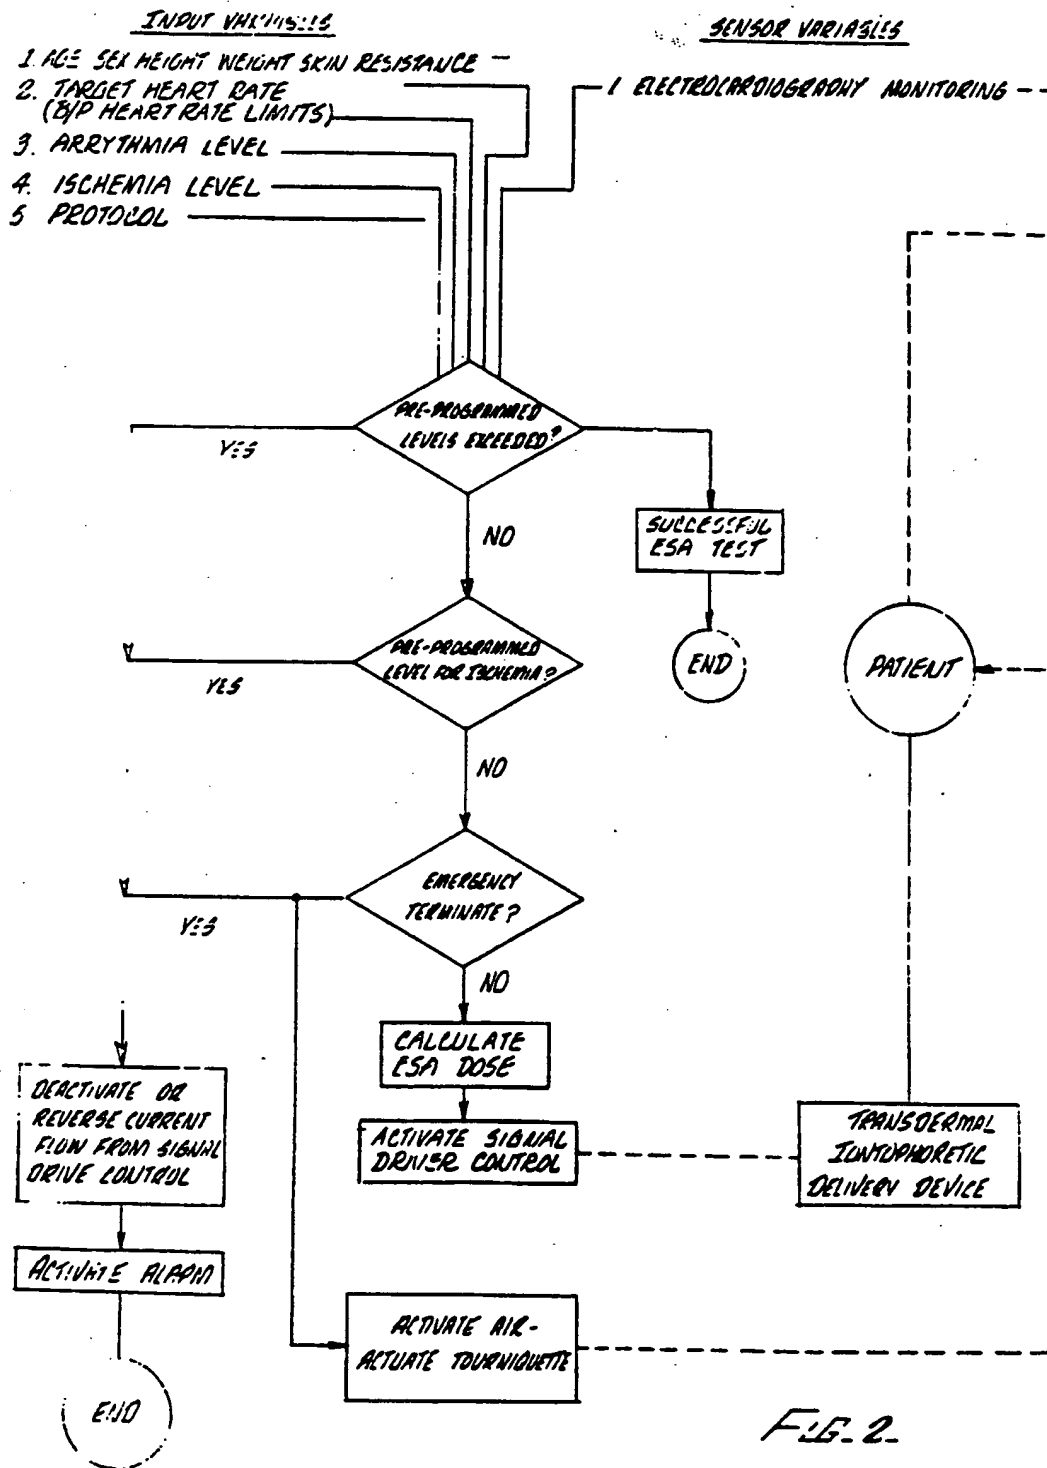 INPUT VARIABLES
1. AGE SEX HEIGHT WEIGHT SKIN RESISTANCE
2. TARGET HEART RATE
(B/P HEART RATE LIMITS)
3. ARRYTHMIA LEVEL
4. ISCHEMIA LEVEL
5 PROTOCOL
SENSOR VARIABLES
1 ELECTROCARDIOGRAPHY MONITORING
PRE-PROGRAMMED
LEVELS EXCEEDED?
YES
NO
SUCCESSFUL
ESA TEST
END
PRE-PROGRAMMED
LEVEL FOR ISCHEMIA?
YES
NO
PATIENT
EMERGENCY
TERMINATE?
YES
NO
CALCULATE
ESA DOSE
ACTIVATE SIGNAL
DRIVER CONTROL
TRANSDERMAL
IONTOPHORETIC
DELIVERY DEVICE
DEACTIVATE OR
REVERSE CURRENT
FLOW FROM SIGNAL
DRIVE CONTROL
ACTIVATE ALARM
END
ACTIVATE AIR-
ACTUATE TOURNIQUETTE
FIG. 2.